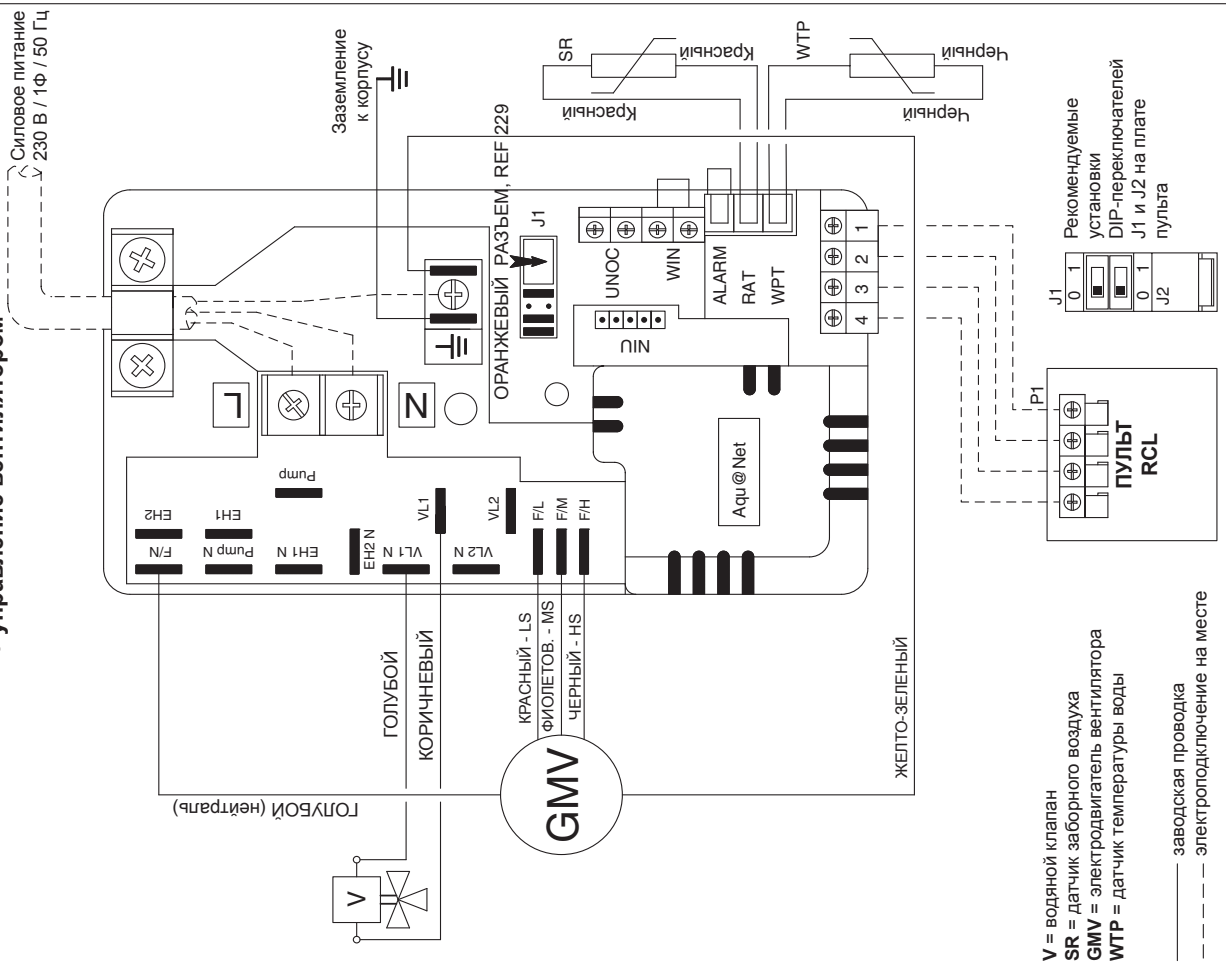 управление вентилятором
Силовое питание
230 В / 1Ф / 50 Гц
Заземление
к корпусу
ОРАНЖЕВЫЙ РАЗЪЕМ, REF 229
J1
L
N
SR
Красный
Красный
WTP
Черный
Черный
EH2
EH1
Pump
F/N
Pump N
EH1 N
EH2 N
VL1 N
VL1
VL2 N
VL2
F/L
F/M
F/H
UNOC
WIN
ALARM
RAT
WPT
NIU
Aqu@Net
4
3
2
1
ГОЛУБОЙ
КОРИЧНЕВЫЙ
КРАСНЫЙ - LS
ФИОЛЕТОВ. - MS
ЧЕРНЫЙ - HS
ГОЛУБОЙ (нейтраль)
GMV
V
ЖЕЛТО-ЗЕЛЕНЫЙ
P1
ПУЛЬТ
RCL
J1
0 1
0 1
J2
Рекомендуемые
установки
DIP-переключателей
J1 и J2 на плате
пульта
V = водяной клапан
SR = датчик заборного воздуха
GMV = электродвигатель вентилятора
WTP = датчик температуры воды
заводская проводка
электроподключение на месте